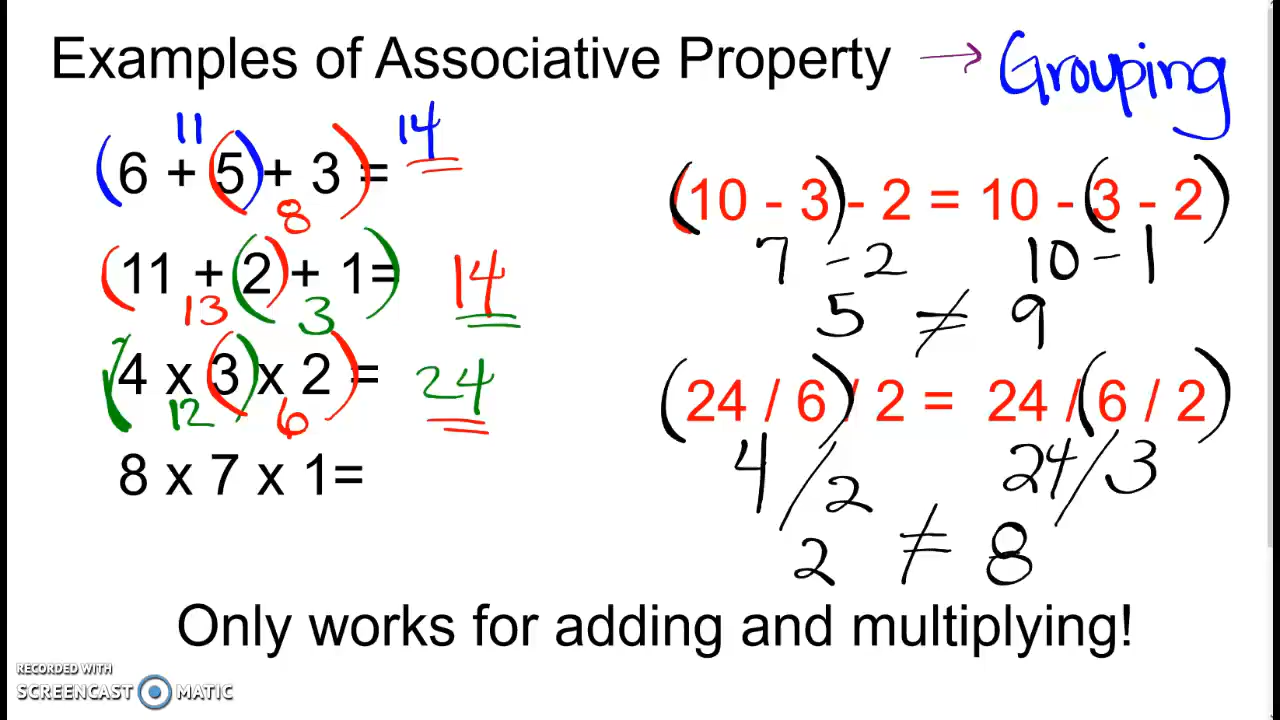 Examples of Associative Property → Grouping
11
(6 + (5) + 3) = 14
8
(11 + (2) + 1=) 14
13 3
(4 x (3) x 2) = 24
12 6
8 x 7 x 1=
(10 - 3) - 2 = 10 - (3 - 2)
7 - 2 10 - 1
5 ≠ 9
(24 / 6) / 2 = 24 / (6 / 2)
4 / 2 24 / 3
2 ≠ 8
Only works for adding and multiplying!
RECORDED WITH
SCREENCAST MATIC